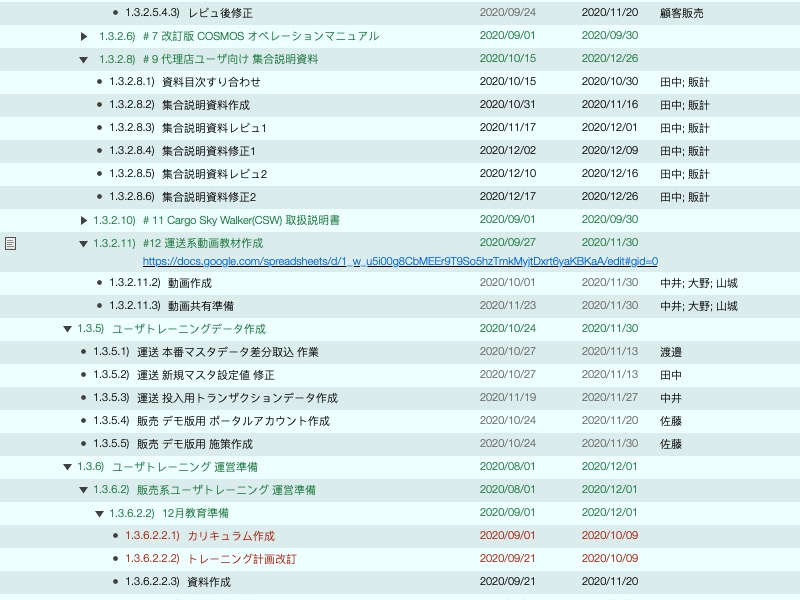 1.3.2.5.4.3) レビュ後修正 2020/09/24 2020/11/20 顧客販売
1.3.2.6) #７改訂版 COSMOS オペレーションマニュアル 2020/09/01 2020/09/30
1.3.2.8) #９代理店ユーザ向け 集合説明資料 2020/10/15 2020/12/26
1.3.2.8.1) 資料目次すり合わせ 2020/10/15 2020/10/30 田中; 販計
1.3.2.8.2) 集合説明資料作成 2020/10/31 2020/11/16 田中; 販計
1.3.2.8.3) 集合説明資料レビュ1 2020/11/17 2020/12/01 田中; 販計
1.3.2.8.4) 集合説明資料修正1 2020/12/02 2020/12/09 田中; 販計
1.3.2.8.5) 集合説明資料レビュ2 2020/12/10 2020/12/16 田中; 販計
1.3.2.8.6) 集合説明資料修正2 2020/12/17 2020/12/26 田中; 販計
1.3.2.10) # 11 Cargo Sky Walker(CSW) 取扱説明書 2020/09/01 2020/09/30
1.3.2.11) #12 運送系動画教材作成 2020/09/27 2020/11/30
https://docs.google.com/spreadsheets/d/1_w_u5i00g8CbMEEr9T9So5hzTmkMyjtDxrt6yaKBKaA/edit#gid=0
1.3.2.11.2) 動画作成 2020/10/01 2020/11/30 中井; 大野; 山城
1.3.2.11.3) 動画共有準備 2020/11/23 2020/11/30 中井; 大野; 山城
1.3.5) ユーザトレーニングデータ作成 2020/10/24 2020/11/30
1.3.5.1) 運送 本番マスタデータ差分取込 作業 2020/10/27 2020/11/13 渡邉
1.3.5.2) 運送 新規マスタ設定値 修正 2020/10/27 2020/11/13 田中
1.3.5.3) 運送 投入用トランザクションデータ作成 2020/11/19 2020/11/27 中井
1.3.5.4) 販売 デモ版用 ポータルアカウント作成 2020/10/24 2020/11/20 佐藤
1.3.5.5) 販売 デモ版用 施策作成 2020/10/24 2020/11/30 佐藤
1.3.6) ユーザトレーニング 運営準備 2020/08/01 2020/12/01
1.3.6.2) 販売系ユーザトレーニング 運営準備 2020/08/01 2020/12/01
1.3.6.2.2) 12月教育準備 2020/09/01 2020/12/01
1.3.6.2.2.1) カリキュラム作成 2020/09/01 2020/10/09
1.3.6.2.2.2) トレーニング計画改訂 2020/09/21 2020/10/09
1.3.6.2.2.3) 資料作成 2020/09/21 2020/11/20